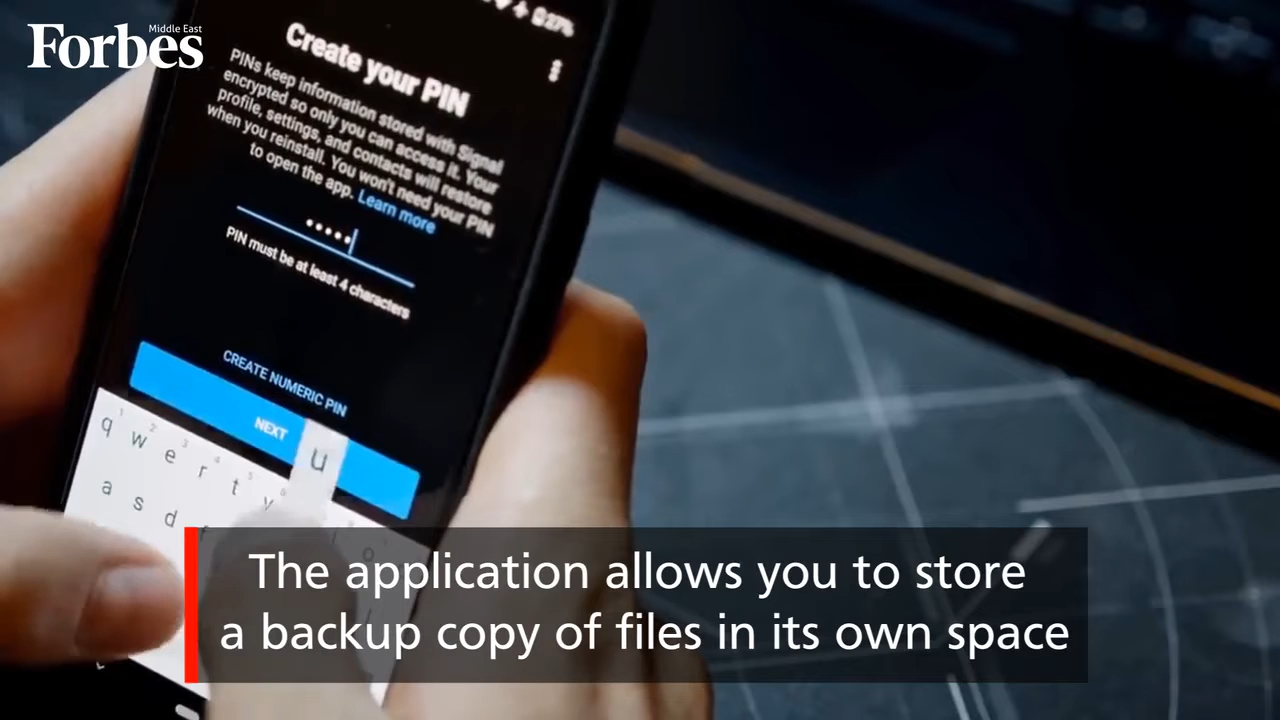 Forbes
Middle East
27%
Create your PIN
PINs keep information stored with Signal
encrypted so only you can access it. Your
profile, settings, and contacts will restore
when you reinstall. You won't need your PIN
to open the app. Learn more
PIN must be at least 4 characters
CREATE NUMERIC PIN
NEXT
u
q w e r t y
a s d
The application allows you to store
a backup copy of files in its own space